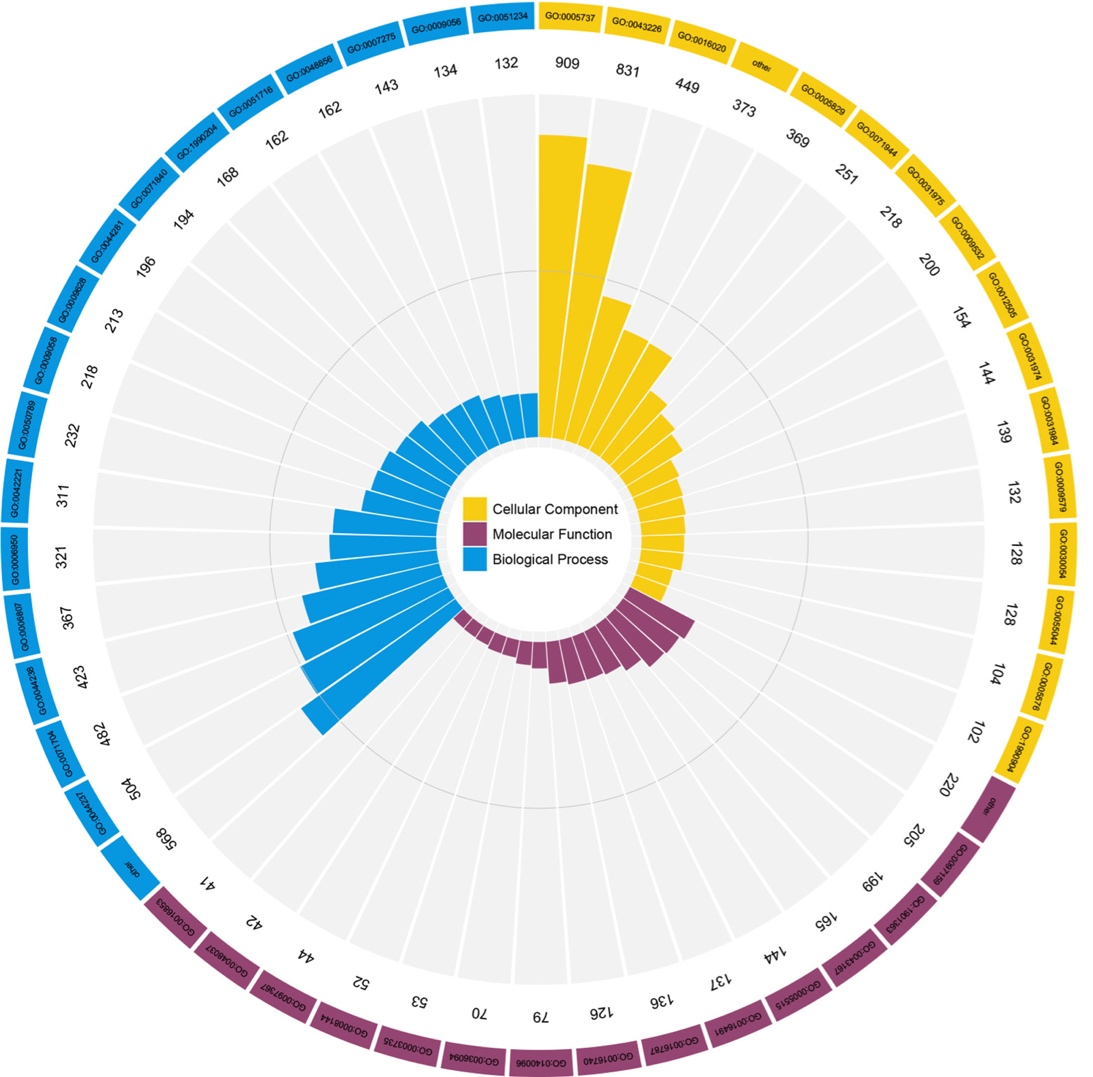 GO:0005737
909
GO:0043226
831
GO:0016020
449
other
373
GO:0005829
369
GO:0071944
251
GO:0031975
218
GO:0009532
200
GO:0012505
154
GO:0031974
144
GO:0031984
139
GO:0009579
132
GO:0030054
128
GO:0055044
128
GO:0005576
104
GO:1990904
102
other
220
GO:0097159
205
GO:1901363
199
GO:0043167
165
GO:0005515
144
GO:0016491
137
GO:0016787
136
GO:0016740
126
GO:0140096
79
GO:0036094
70
GO:0003735
53
GO:0008144
52
GO:0097367
44
GO:0048037
42
GO:0016853
41
other
568
GO:0044237
504
GO:0071704
482
GO:0044238
423
GO:0006807
367
GO:0006950
321
GO:0042221
311
GO:0050789
232
GO:0009058
218
GO:0009628
213
GO:0044281
196
GO:0071840
194
GO:1990204
168
GO:0051716
162
GO:0048856
162
GO:0007275
143
GO:0009056
134
GO:0051234
132
Cellular Component
Molecular Function
Biological Process